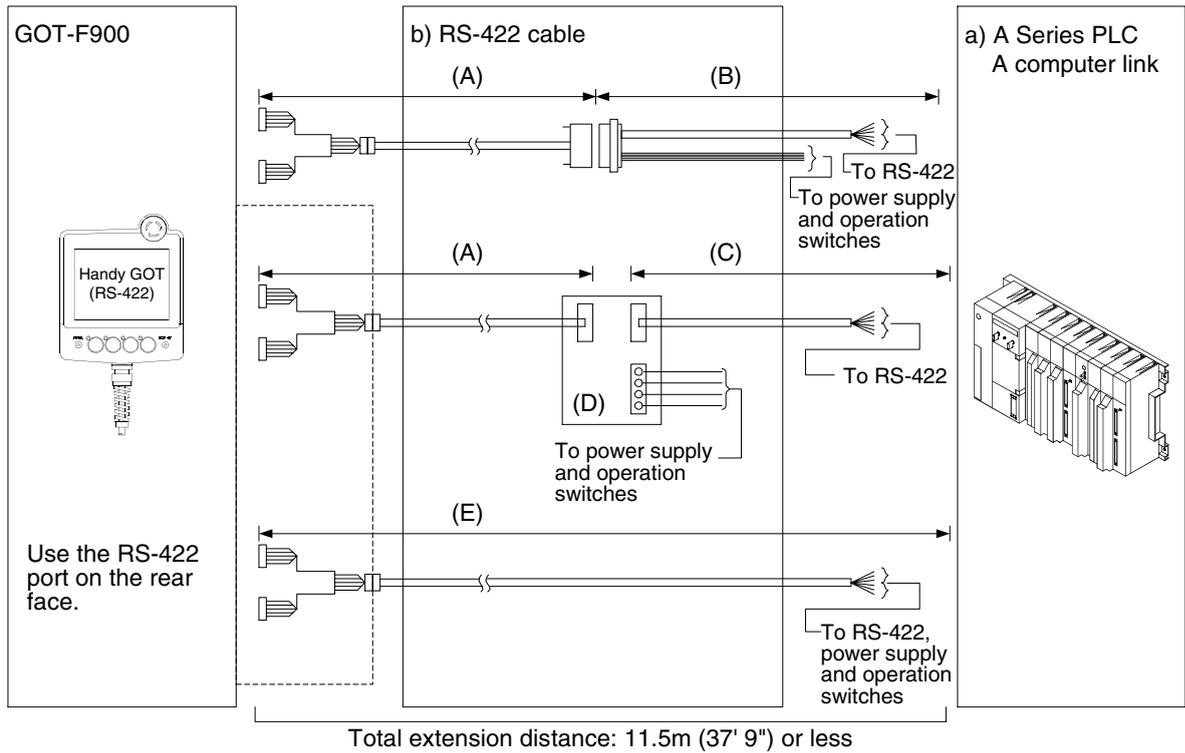 GOT-F900
b) RS-422 cable
a) A Series PLC
A computer link
(A)
(B)
To RS-422
To power supply
and operation
switches
(A)
(C)
Handy GOT
(RS-422)
To RS-422
(D)
To power supply
and operation
switches
(E)
Use the RS-422
port on the rear
face.
To RS-422,
power supply
and operation
switches
Total extension distance: 11.5m (37' 9") or less